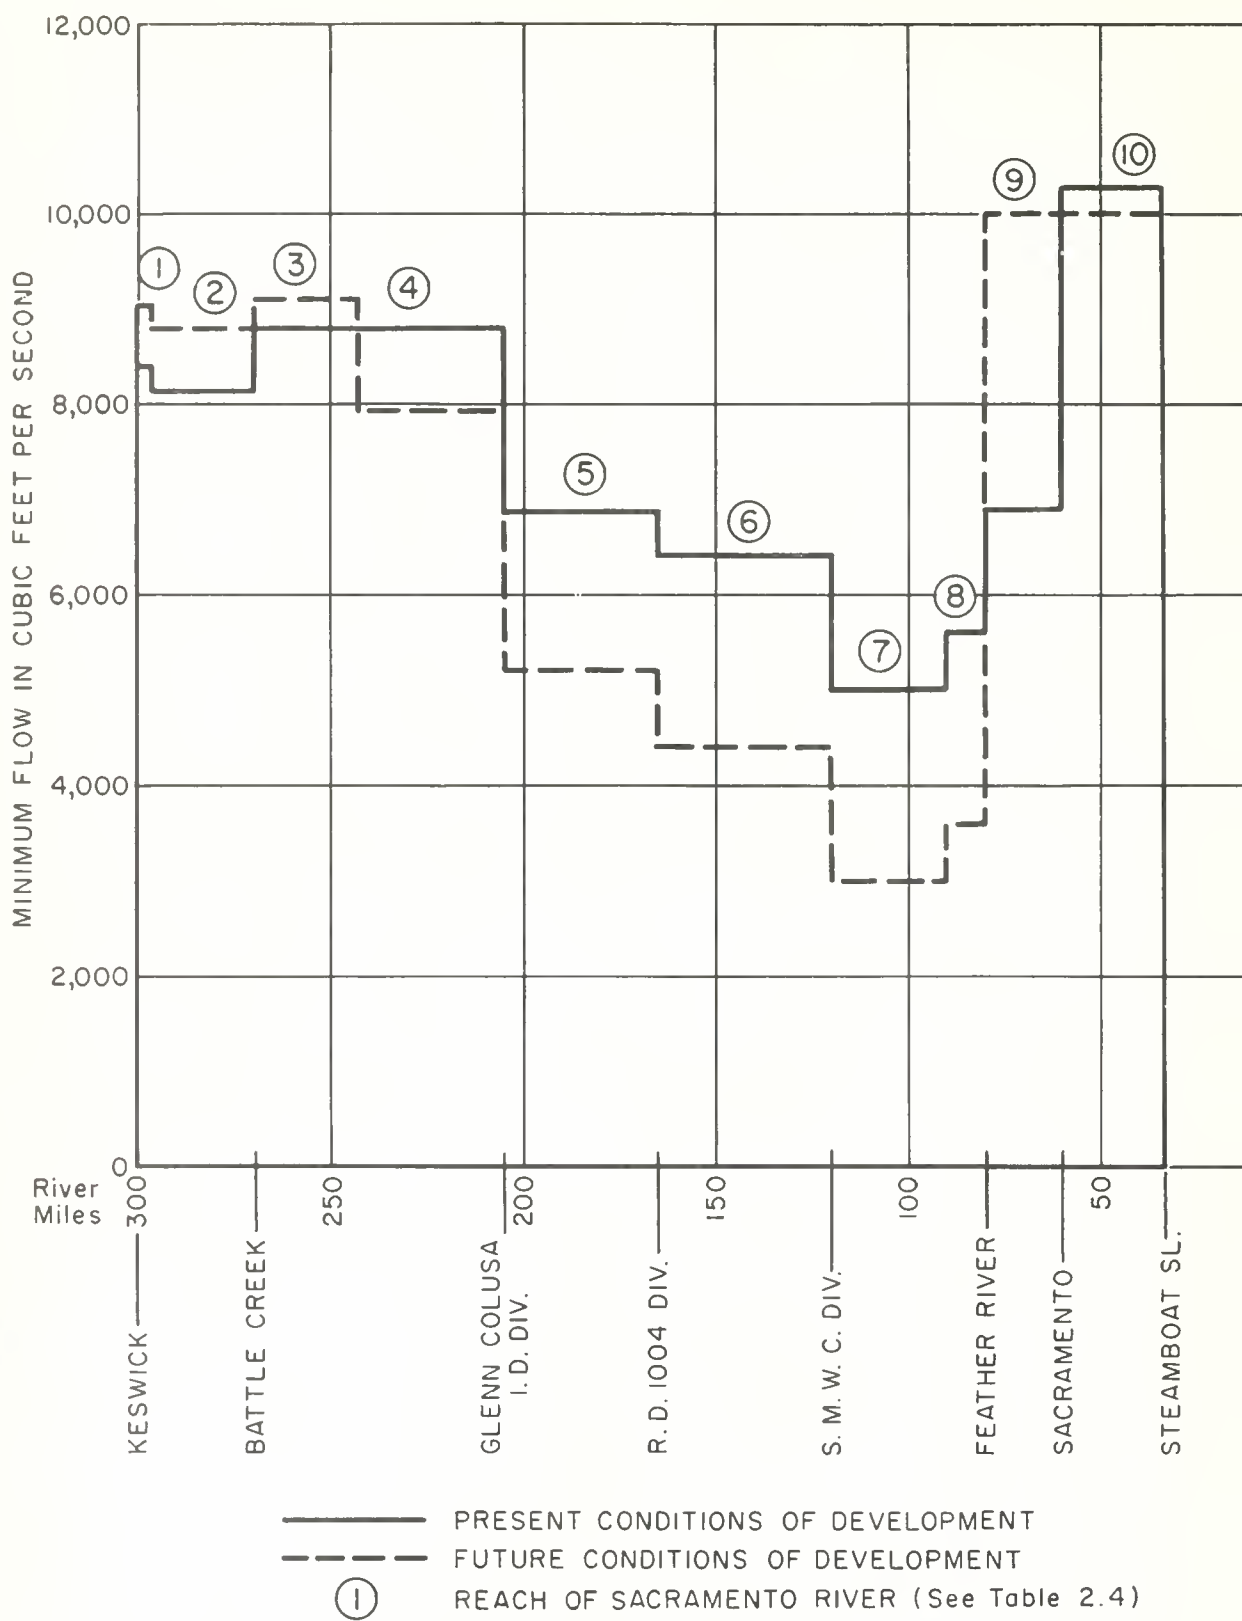 12,000
10,000
8,000
6,000
4,000
2,000
0
MINIMUM FLOW IN CUBIC FEET PER SECOND
1
2
3
4
5
6
7
8
9
10
River
Miles
300
250
200
150
100
50
KESWICK
BATTLE CREEK
GLENN COLUSA
I.D. DIV.
R.D. 1004 DIV.
S. M. W. C. DIV.
FEATHER RIVER
SACRAMENTO
STEAMBOAT SL.
PRESENT CONDITIONS OF DEVELOPMENT
FUTURE CONDITIONS OF DEVELOPMENT
1 REACH OF SACRAMENTO RIVER (See Table 2.4)